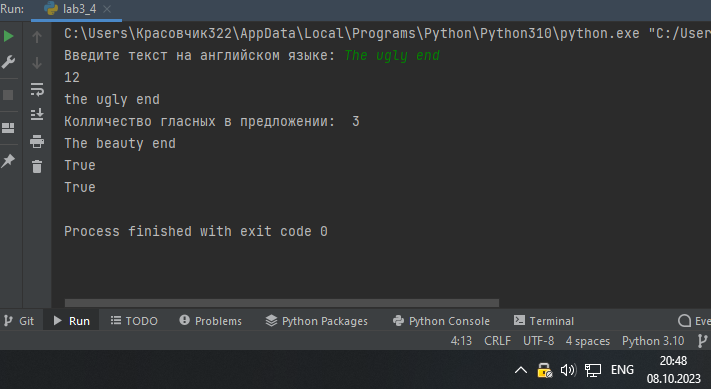 Run: lab3_4
C:\Users\Красовчик322\AppData\Local\Programs\Python\Python310\python.exe "C:/User
Введите текст на английском языке: The ugly end
12
the ugly end
Колличество гласных в предложении:  3
The beauty end
True
True
Process finished with exit code 0
Git Run TODO Problems Python Packages Python Console Terminal Eve
4:13 CRLF UTF-8 4 spaces Python 3.10
ENG 20:48
08.10.2023